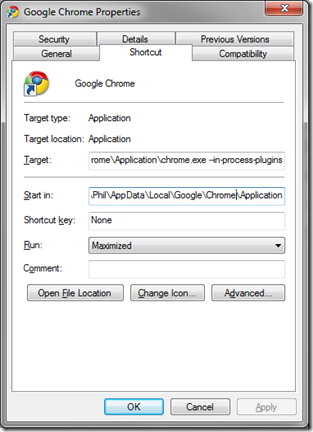 Google Chrome Properties
Security Details Previous Versions
General Shortcut Compatibility
Google Chrome
Target type: Application
Target location: Application
Target: rome\Application\chrome.exe --in-process-plugins
Start in: .Phil\AppData\Local\Google\Chrome\Application
Shortcut key: None
Run: Maximized
Comment:
Open File Location Change Icon... Advanced...
OK Cancel Apply